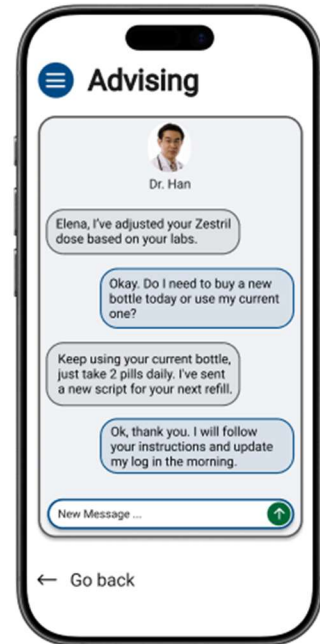 Advising
Dr. Han
Elena, I've adjusted your Zestril
dose based on your labs.
Okay. Do I need to buy a new
bottle today or use my current
one?
Keep using your current bottle,
just take 2 pills daily. I've sent
a new script for your next refill.
Ok, thank you. I will follow
your instructions and update
my log in the morning.
New Message ...
Go back